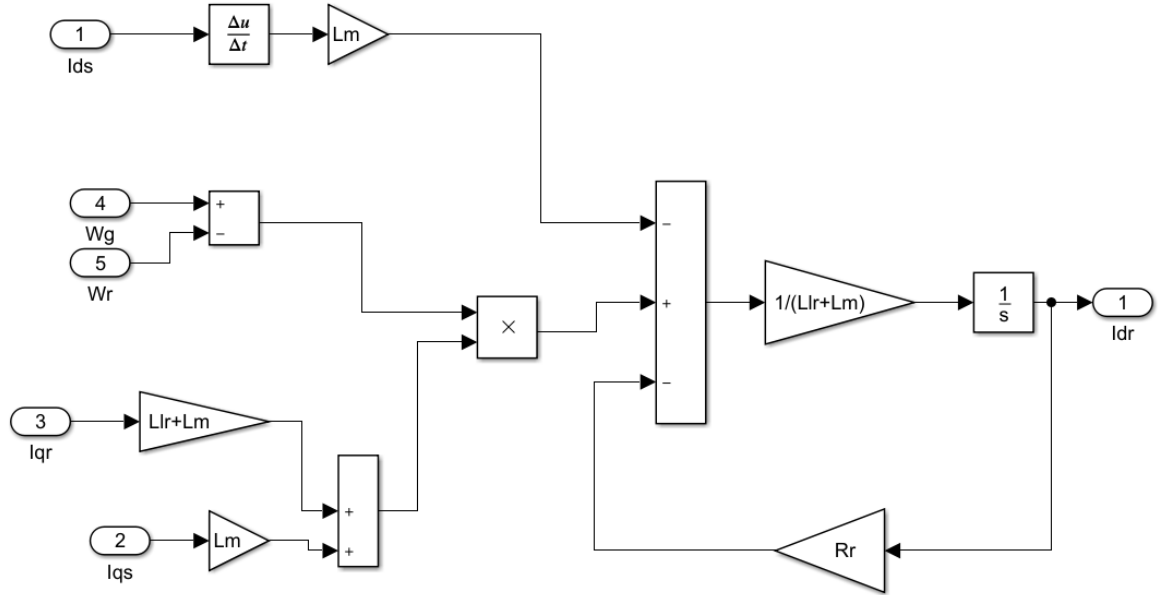 1
Ids
Δu
Δt
Lm
4
Wg
5
Wr
+
−
×
3
Iqr
Llr+Lm
2
Iqs
Lm
+
+
−
+
−
1/(Llr+Lm)
1
s
1
Idr
Rr